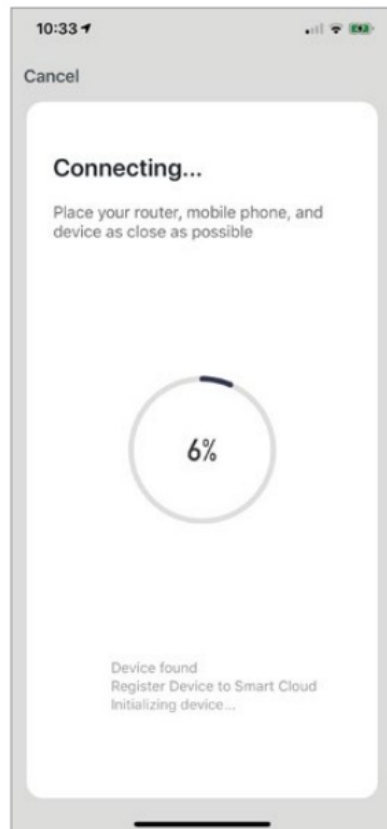 10:33
Cancel
Connecting...
Place your router, mobile phone, and
device as close as possible
6%
Device found
Register Device to Smart Cloud
Initializing device...